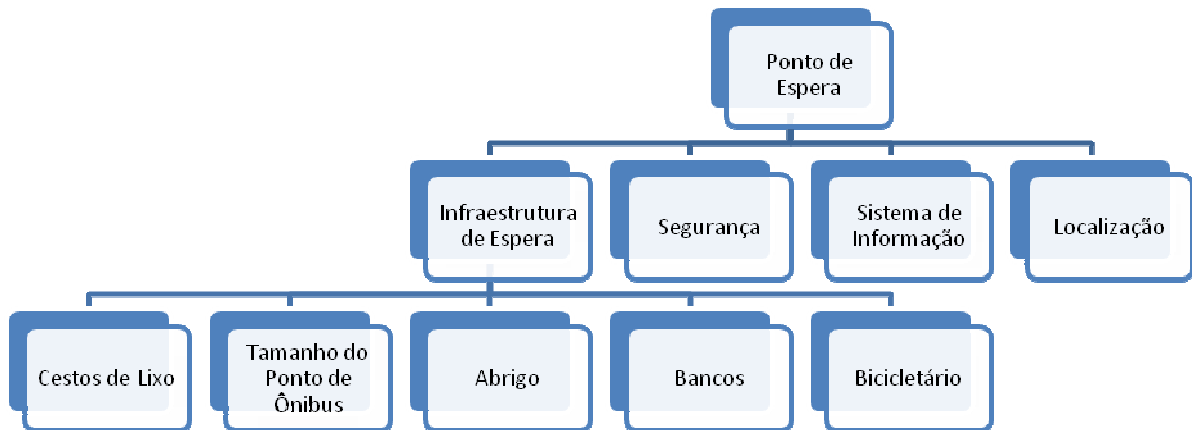 Ponto de
Espera
Infraestrutura
de Espera
Segurança
Sistema de
Informação
Localização
Cestos de Lixo
Tamanho do
Ponto de
Ônibus
Abrigo
Bancos
Bicicletário